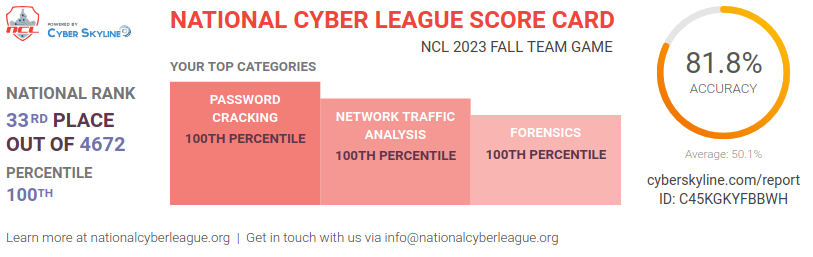 NCL
POWERED BY
CYBER SKYLINE
NATIONAL CYBER LEAGUE SCORE CARD
NCL 2023 FALL TEAM GAME
NATIONAL RANK
33RD PLACE
OUT OF 4672
PERCENTILE
100TH
YOUR TOP CATEGORIES
PASSWORD
CRACKING
100TH PERCENTILE
NETWORK TRAFFIC
ANALYSIS
100TH PERCENTILE
FORENSICS
100TH PERCENTILE
81.8%
ACCURACY
Average: 50.1%
cyberskyline.com/report
ID: C45KGKYFBBWH
Learn more at nationalcyberleague.org | Get in touch with us via info@nationalcyberleague.org